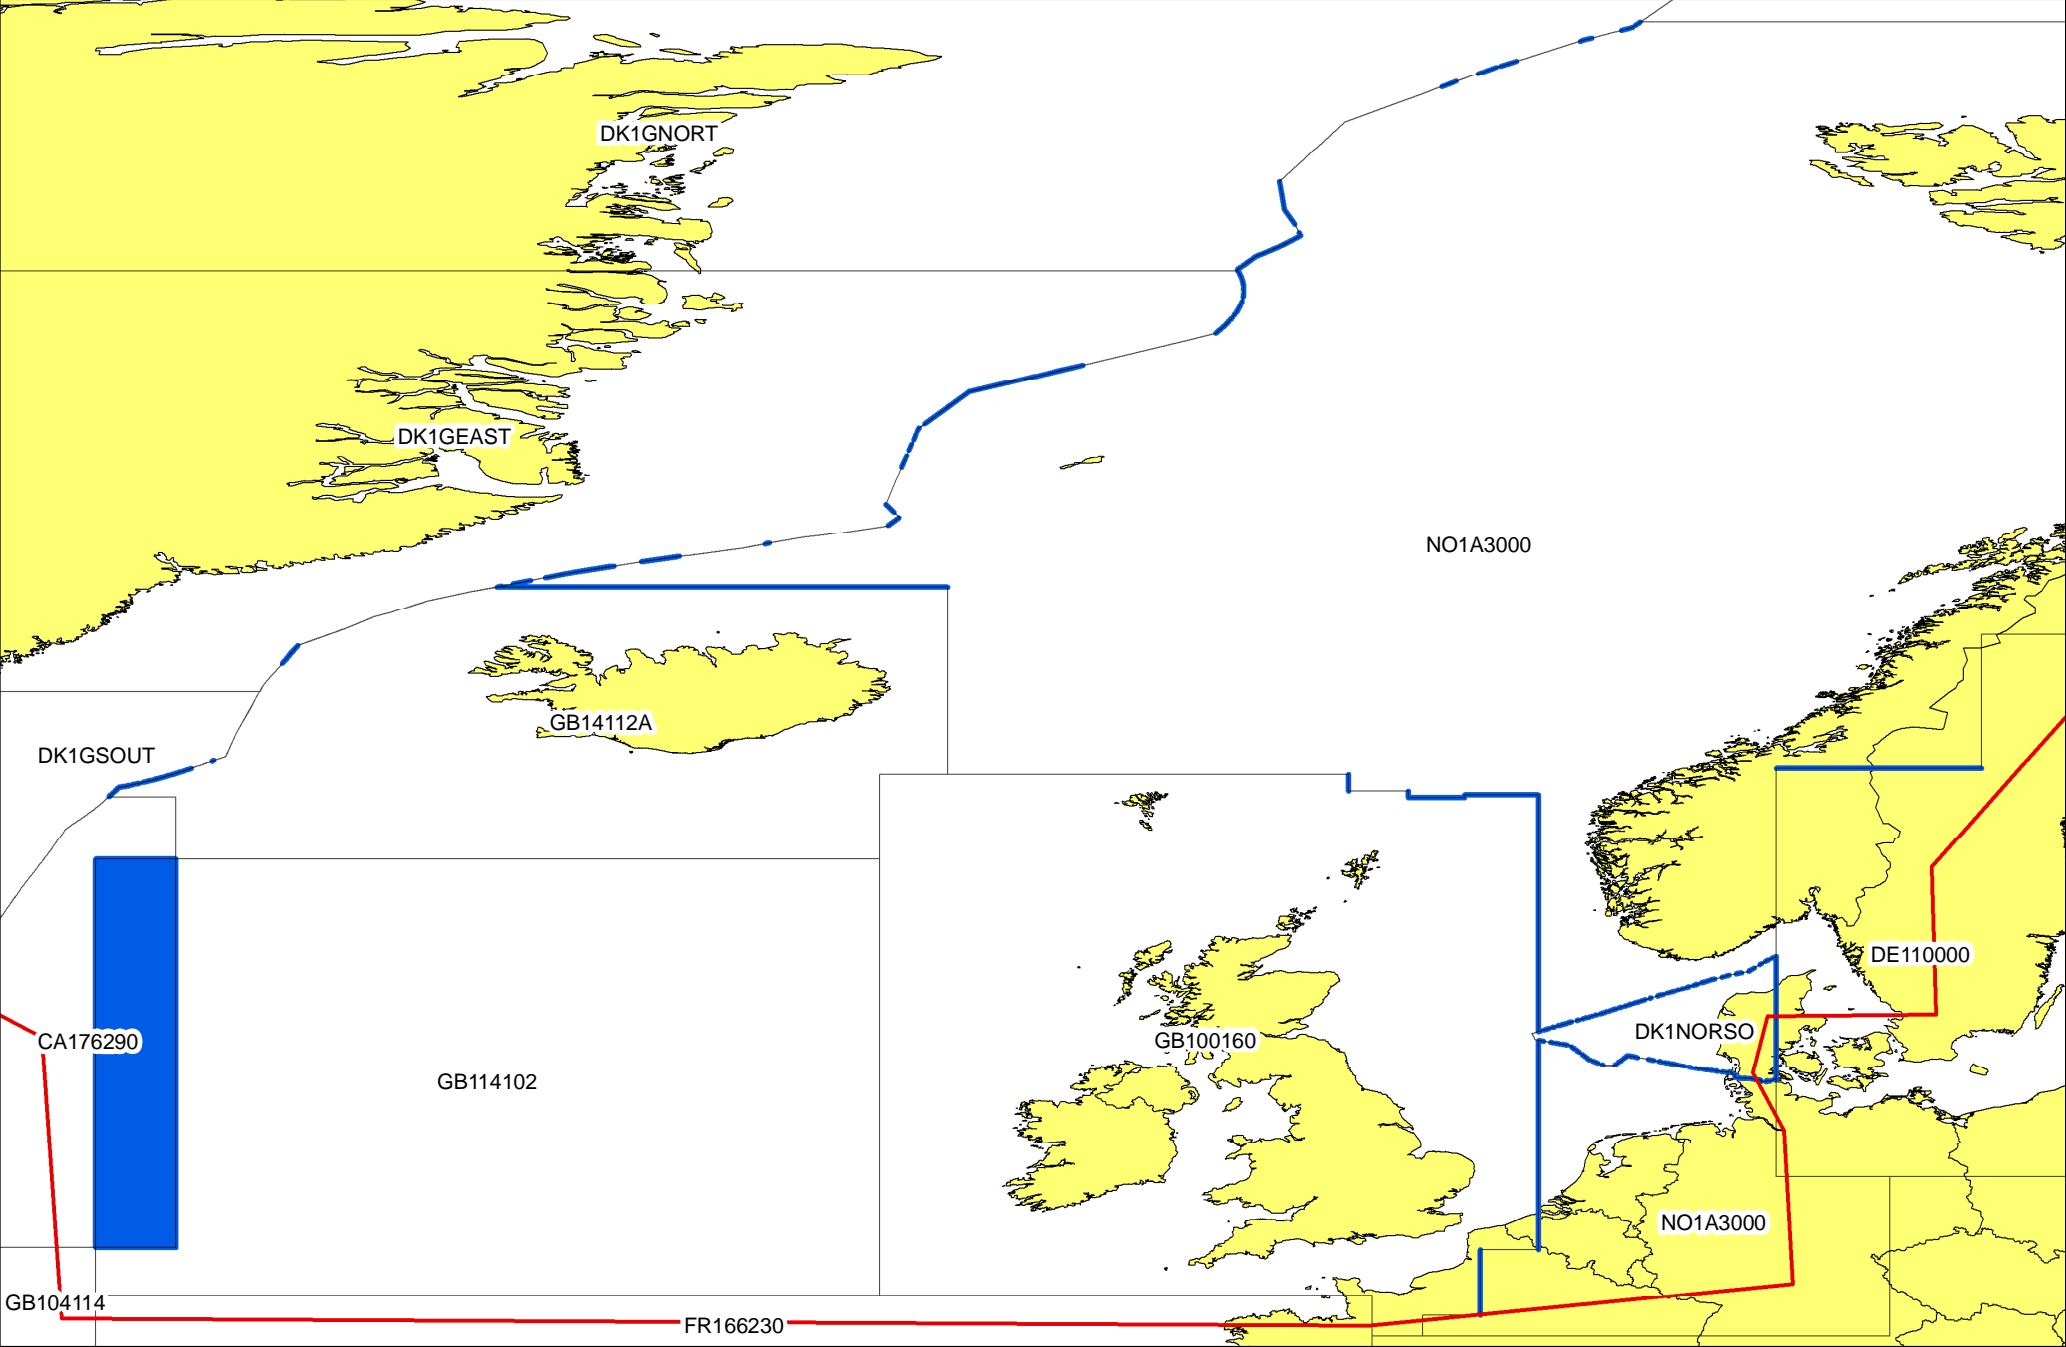 DK1GNORT
DK1GEAST
NO1A3000
GB14112A
DK1GSOUT
DE110000
DK1NORSO
CA176290
GB100160
GB114102
NO1A3000
GB104114
FR166230